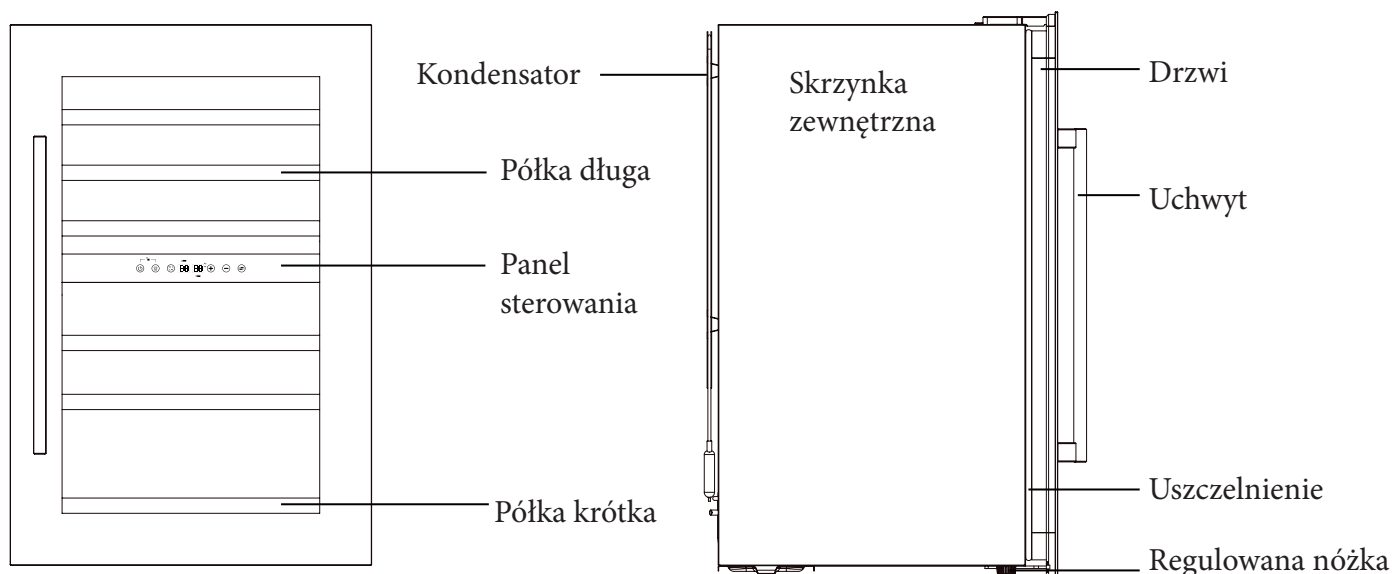 Kondensator
Skrzynka
zewnętrzna
Drzwi
Półka długa
Uchwyt
Panel
sterowania
Półka krótka
Uszczelnienie
Regulowana nóżka